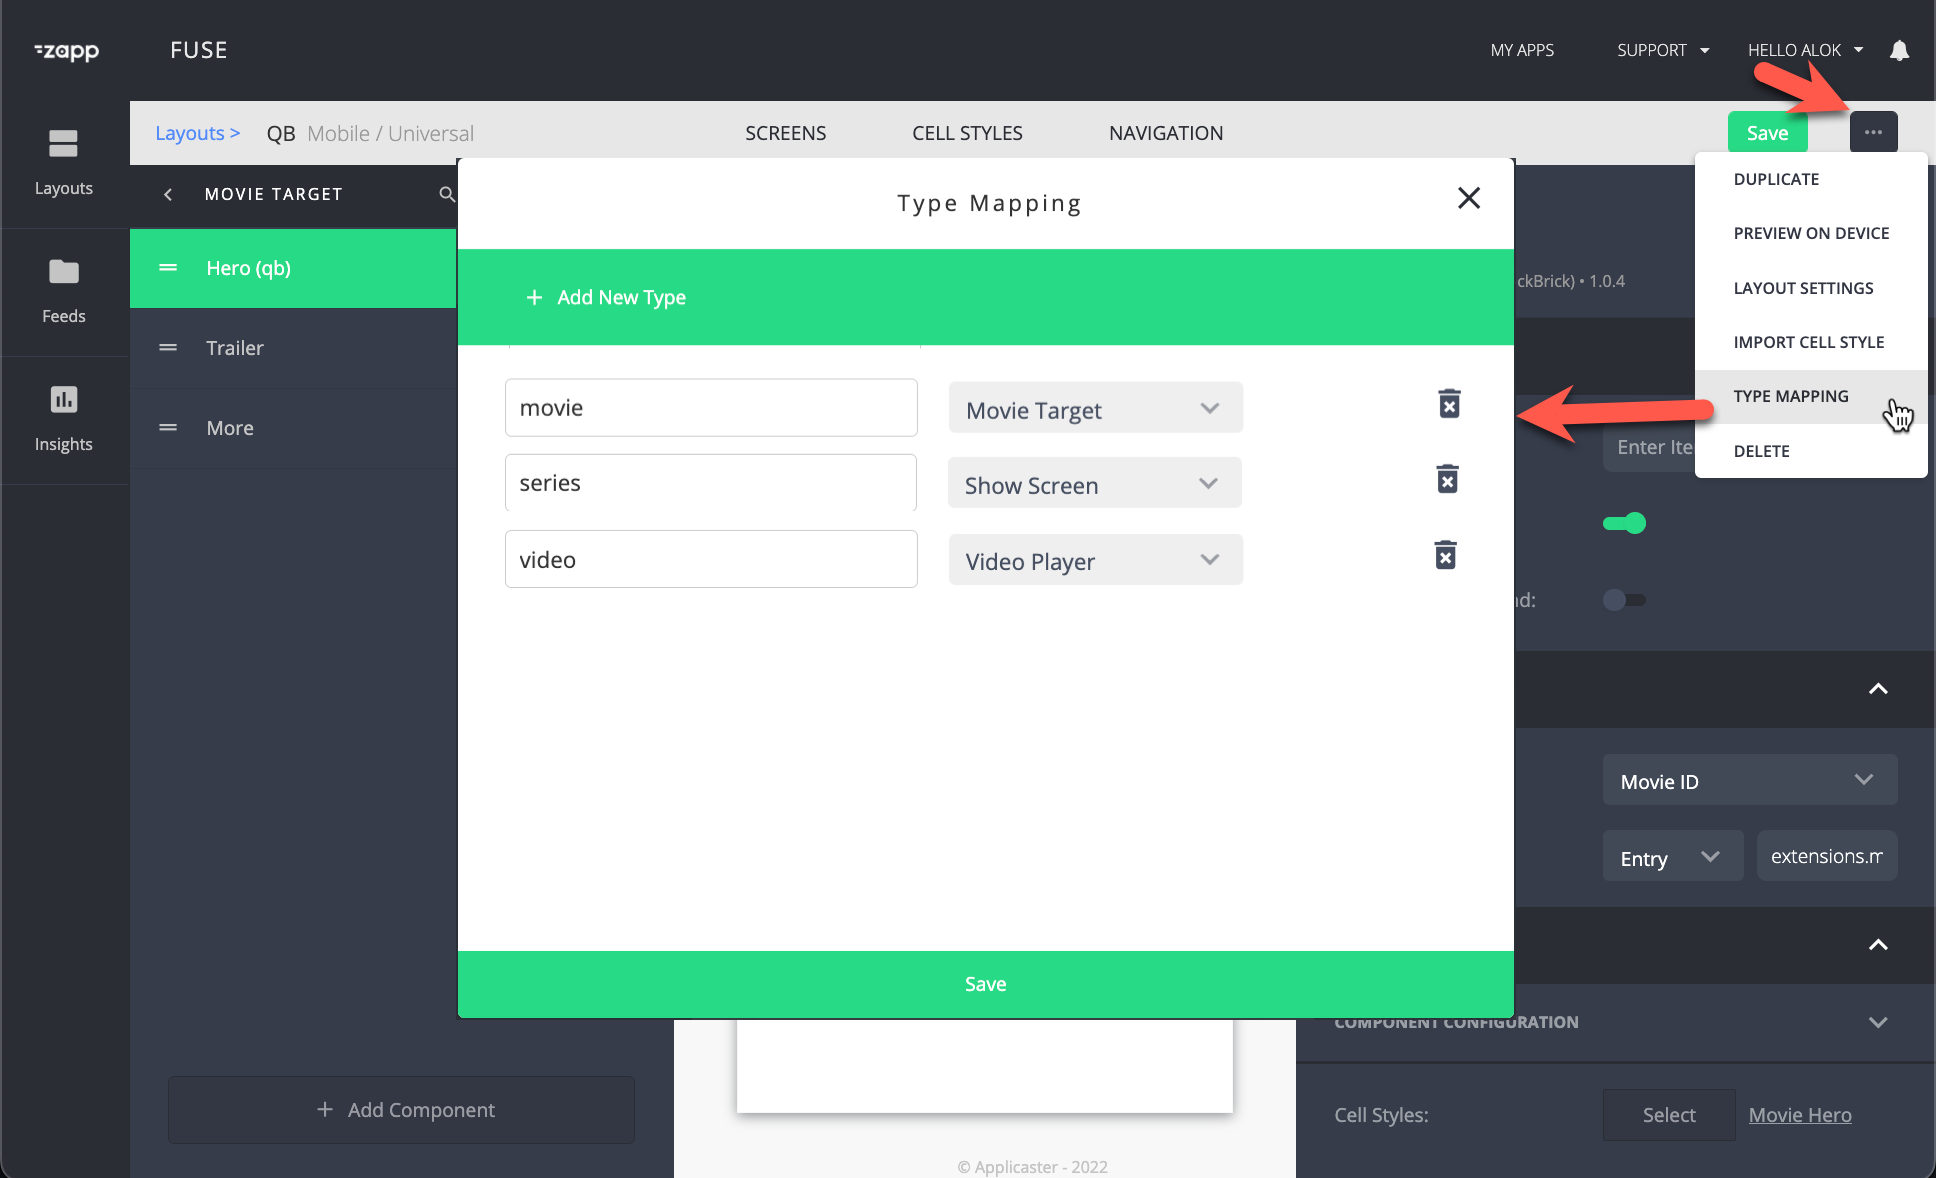 zapp
FUSE
MY APPS
SUPPORT
HELLO ALOK
Layouts >
QB
Mobile / Universal
SCREENS
CELL STYLES
NAVIGATION
Save
...
Layouts
Feeds
Insights
MOVIE TARGET
Hero (qb)
Trailer
More
+ Add Component
Type Mapping
+ Add New Type
movie
Movie Target
series
Show Screen
video
Video Player
Save
DUPLICATE
PREVIEW ON DEVICE
LAYOUT SETTINGS
IMPORT CELL STYLE
TYPE MAPPING
DELETE
ckBrick) • 1.0.4
Enter Ite
nd:
Movie ID
Entry
extensions.m
COMPONENT CONFIGURATION
Cell Styles:
Select
Movie Hero
© Applicaster - 2022